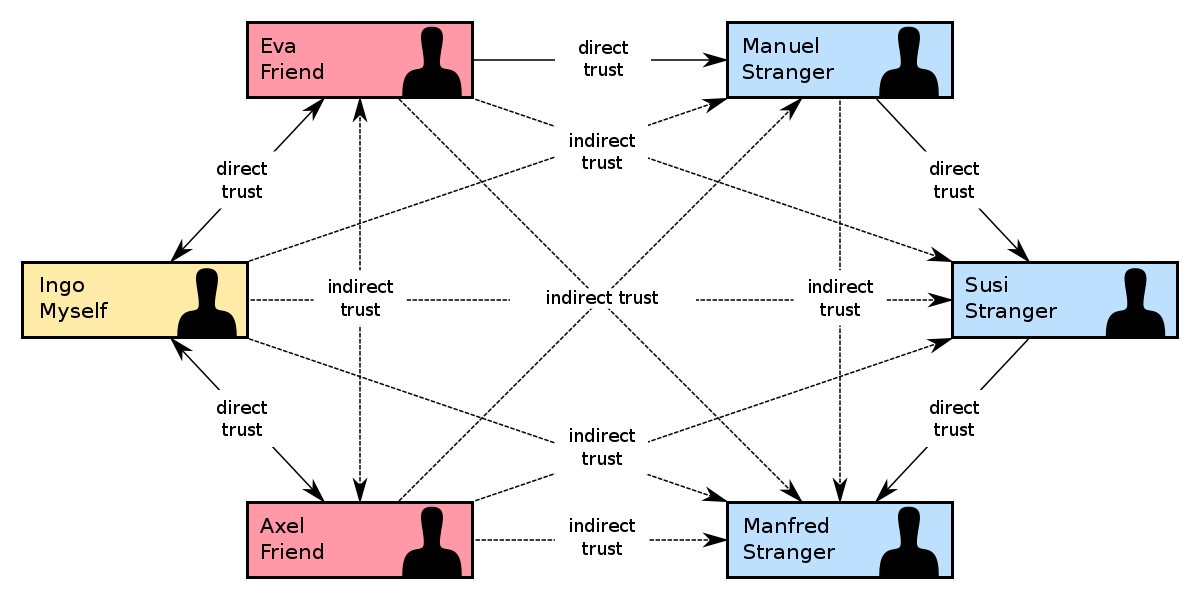 Eva
Friend
direct
trust
Manuel
Stranger
indirect
trust
direct
trust
direct
trust
Ingo
Myself
indirect
trust
indirect trust
indirect
trust
Susi
Stranger
direct
trust
indirect
trust
direct
trust
Axel
Friend
indirect
trust
Manfred
Stranger